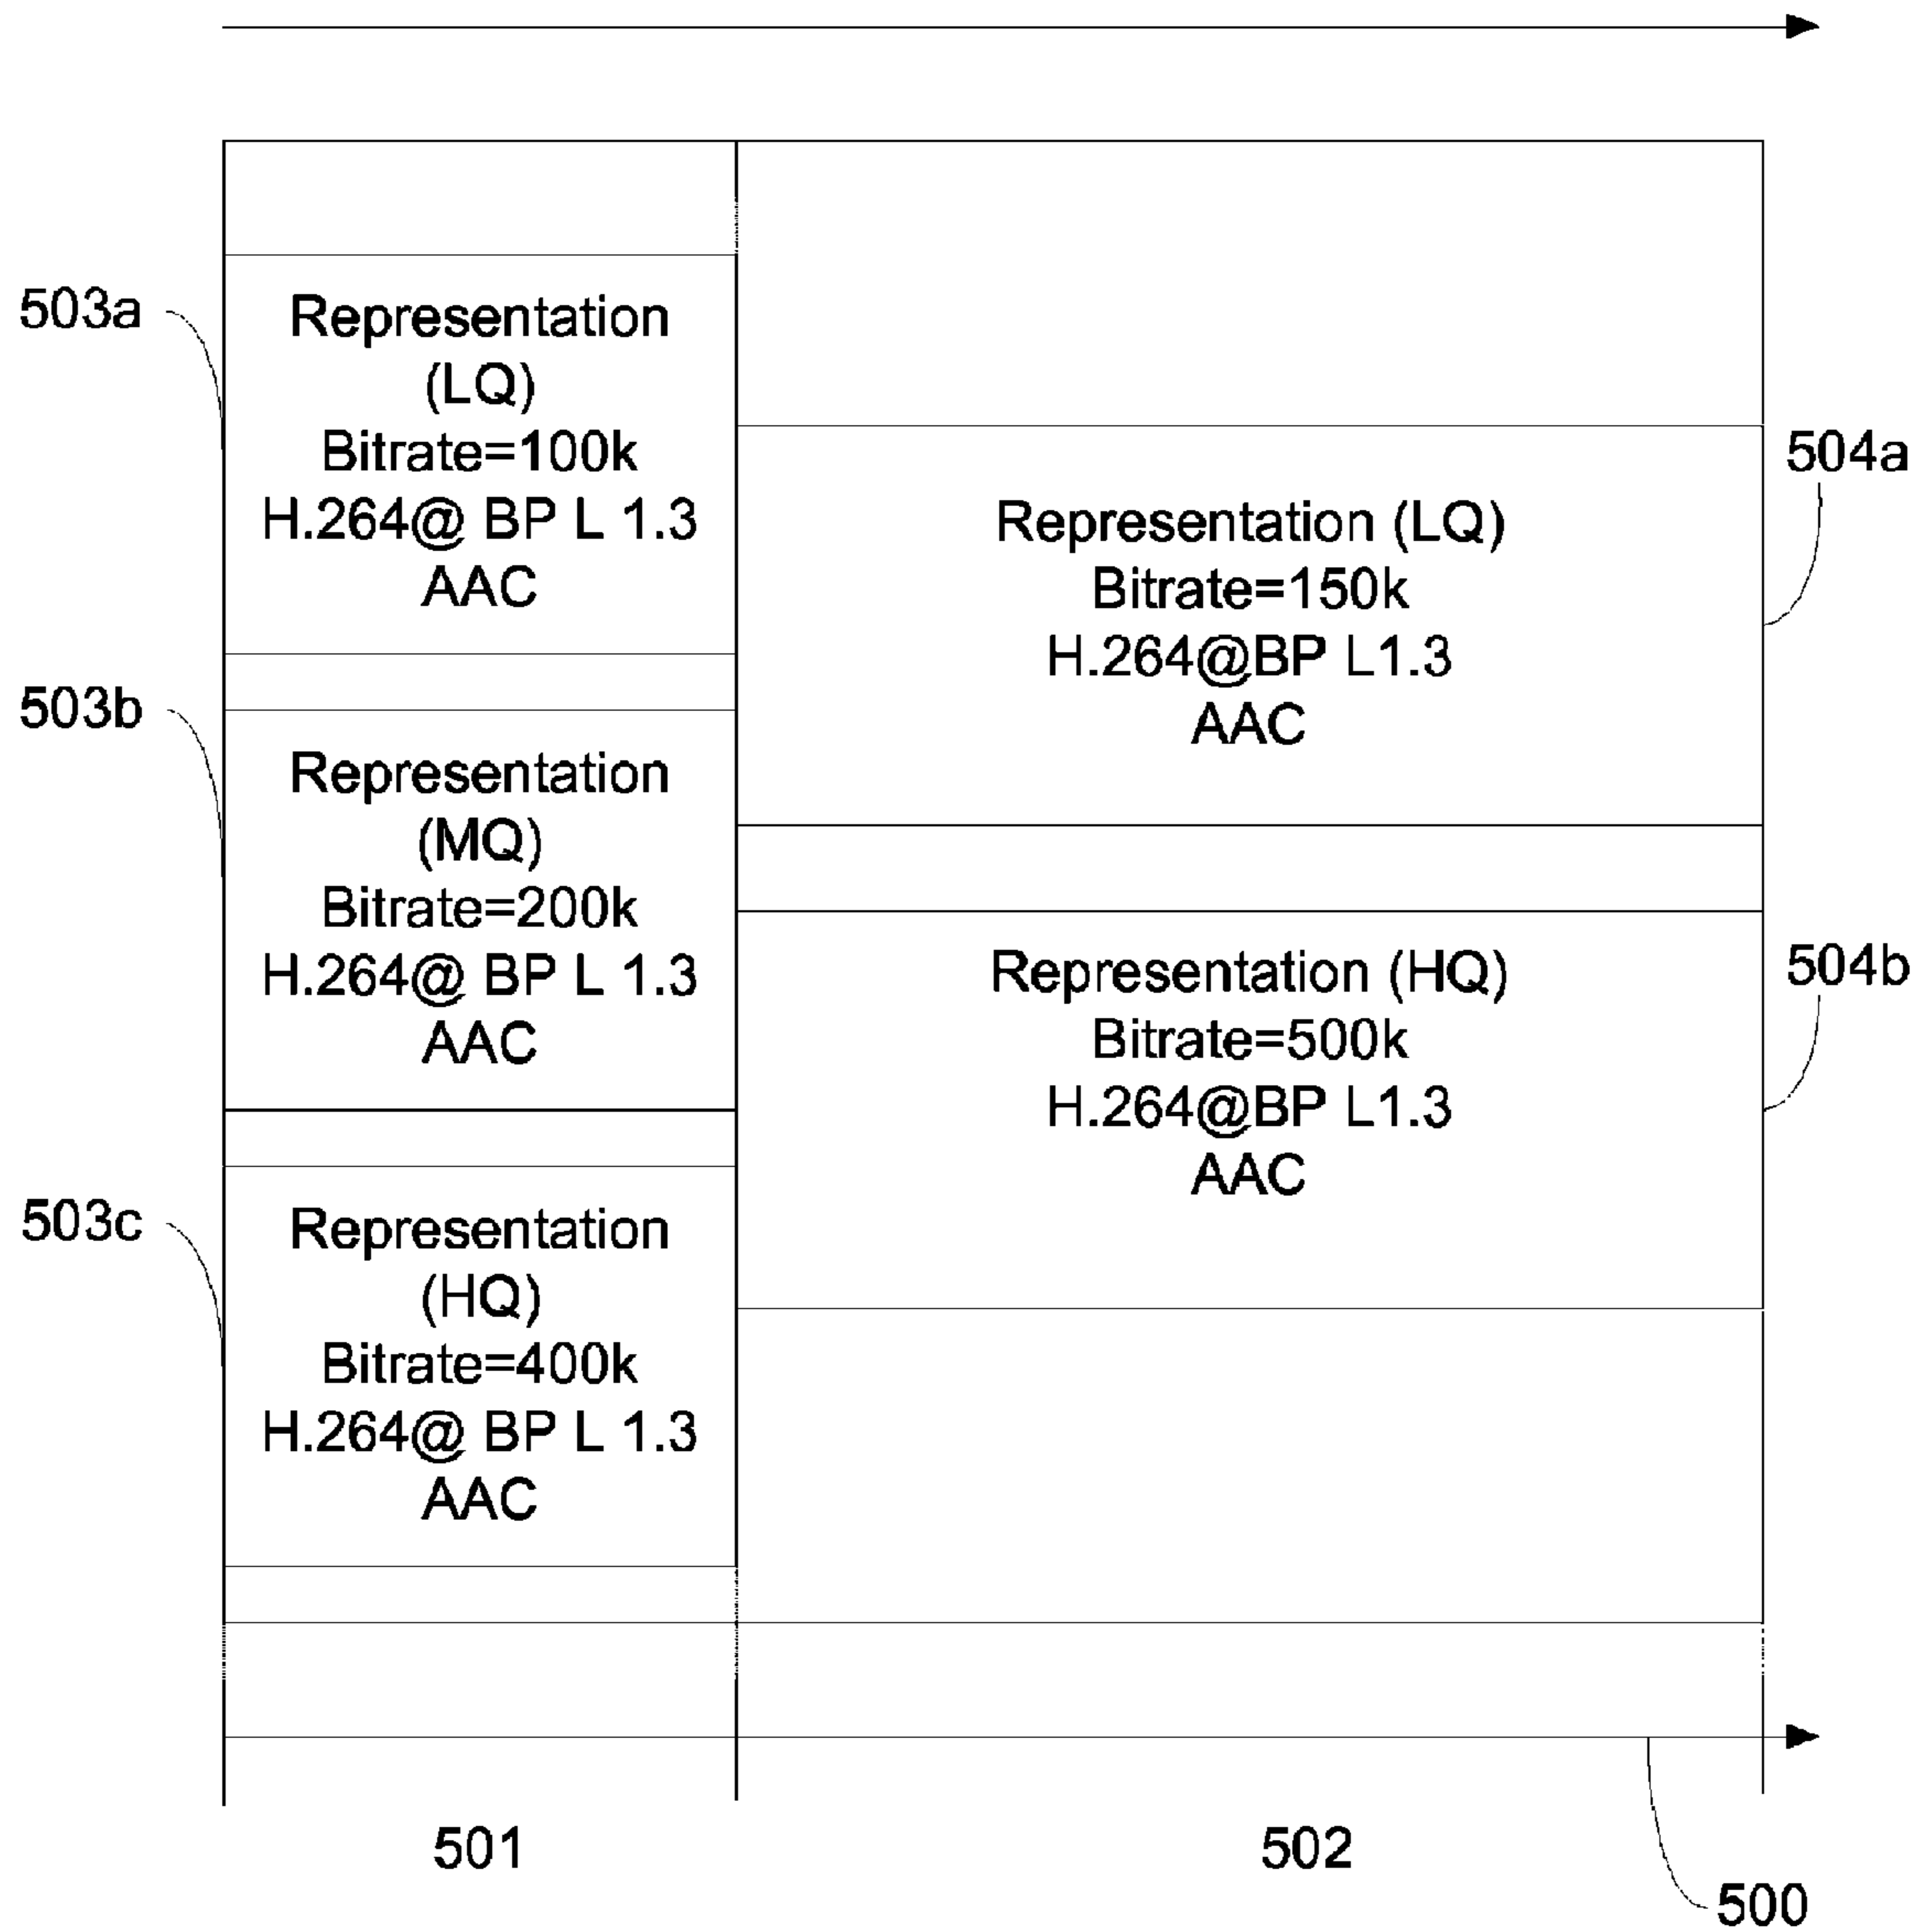 503a
Representation
(LQ)
Bitrate=100k
H.264@ BP L 1.3
AAC
503b
Representation
(MQ)
Bitrate=200k
H.264@ BP L 1.3
AAC
503c
Representation
(HQ)
Bitrate=400k
H.264@ BP L 1.3
AAC
504a
Representation (LQ)
Bitrate=150k
H.264@BP L1.3
AAC
504b
Representation (HQ)
Bitrate=500k
H.264@BP L1.3
AAC
501
502
500